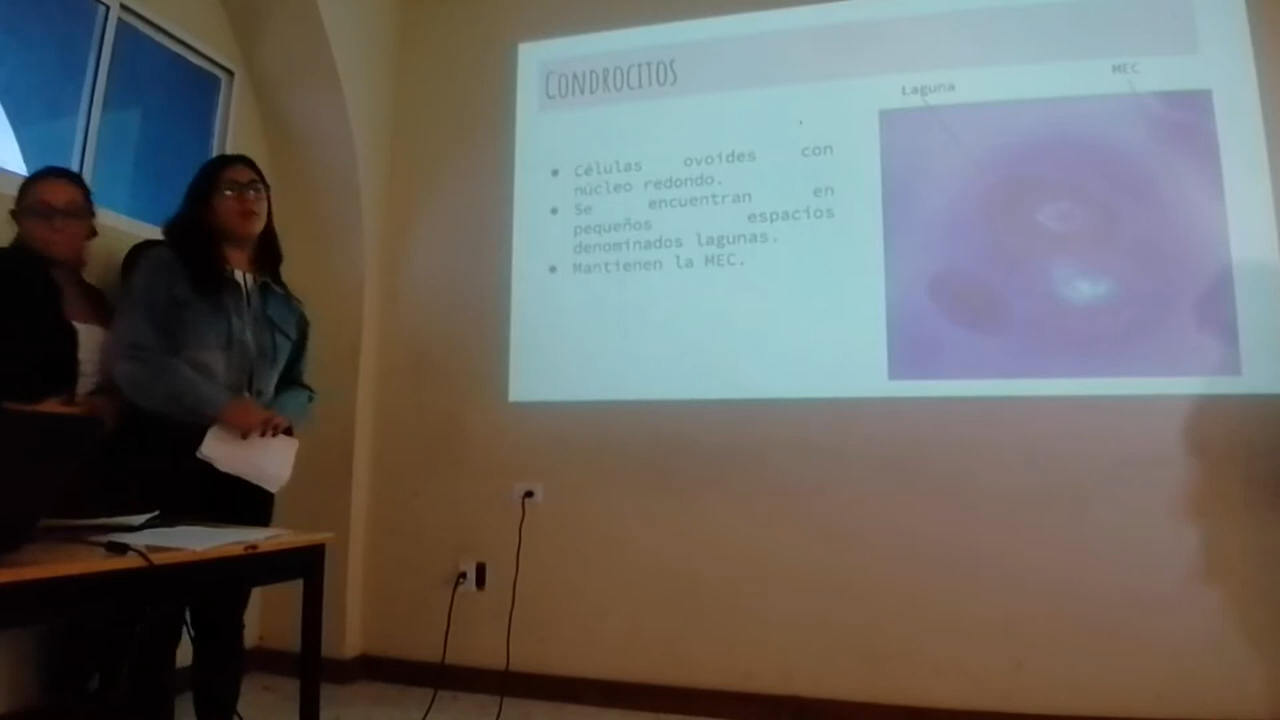 CONDROCITOS
Laguna
MEC
• Células ovoides con
núcleo redondo.
• Se encuentran en
pequeños espacios
denominados lagunas.
• Mantienen la MEC.